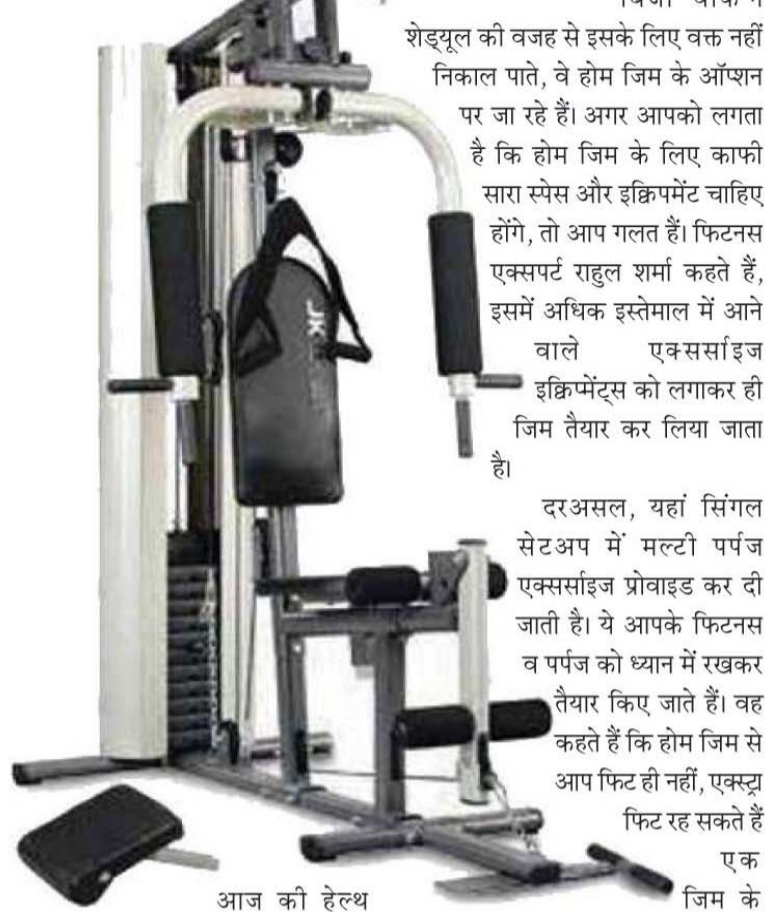 शेड्यूल की वजह से इसके लिए वक्त नहीं
निकाल पाते, वे होम जिम के ऑप्शन
पर जा रहे हैं। अगर आपको लगता
है कि होम जिम के लिए काफी
सारा स्पेस और इक्विपमेंट चाहिए
होंगे, तो आप गलत हैं। फिटनस
एक्सपर्ट राहुल शर्मा कहते हैं,
इसमें अधिक इस्तेमाल में आने
वाले एक्सर्साइज
इक्विप्मेंट्स को लगाकर ही
जिम तैयार कर लिया जाता
है।
दरअसल, यहां सिंगल
सेटअप में मल्टी पर्पज
एक्सर्साइज प्रोवाइड कर दी
जाती है। ये आपके फिटनस
व पर्पज को ध्यान में रखकर
तैयार किए जाते हैं। वह
कहते हैं कि होम जिम से
आप फिट ही नहीं, एक्स्ट्रा
फिट रह सकते हैं
एक
आज की हेल्थ जिम के
JK